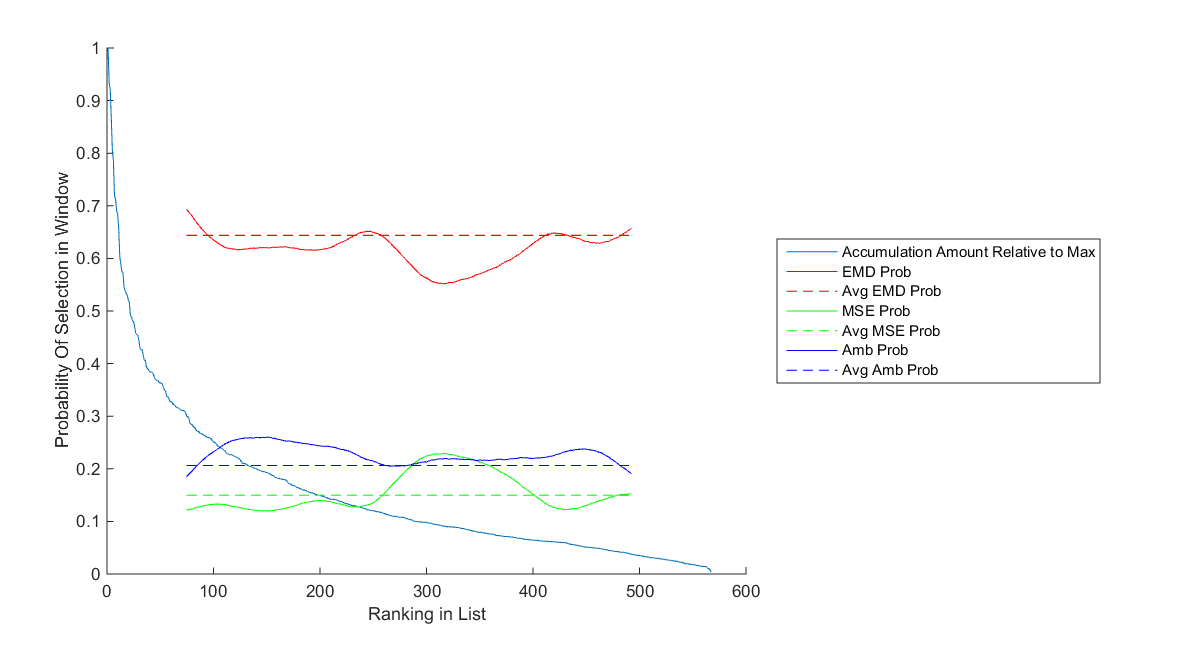 1
0.9
0.8
0.7
0.6
0.5
0.4
0.3
0.2
0.1
0
Probability Of Selection in Window
0 100 200 300 400 500 600
Ranking in List
Accumulation Amount Relative to Max
EMD Prob
Avg EMD Prob
MSE Prob
Avg MSE Prob
Amb Prob
Avg Amb Prob